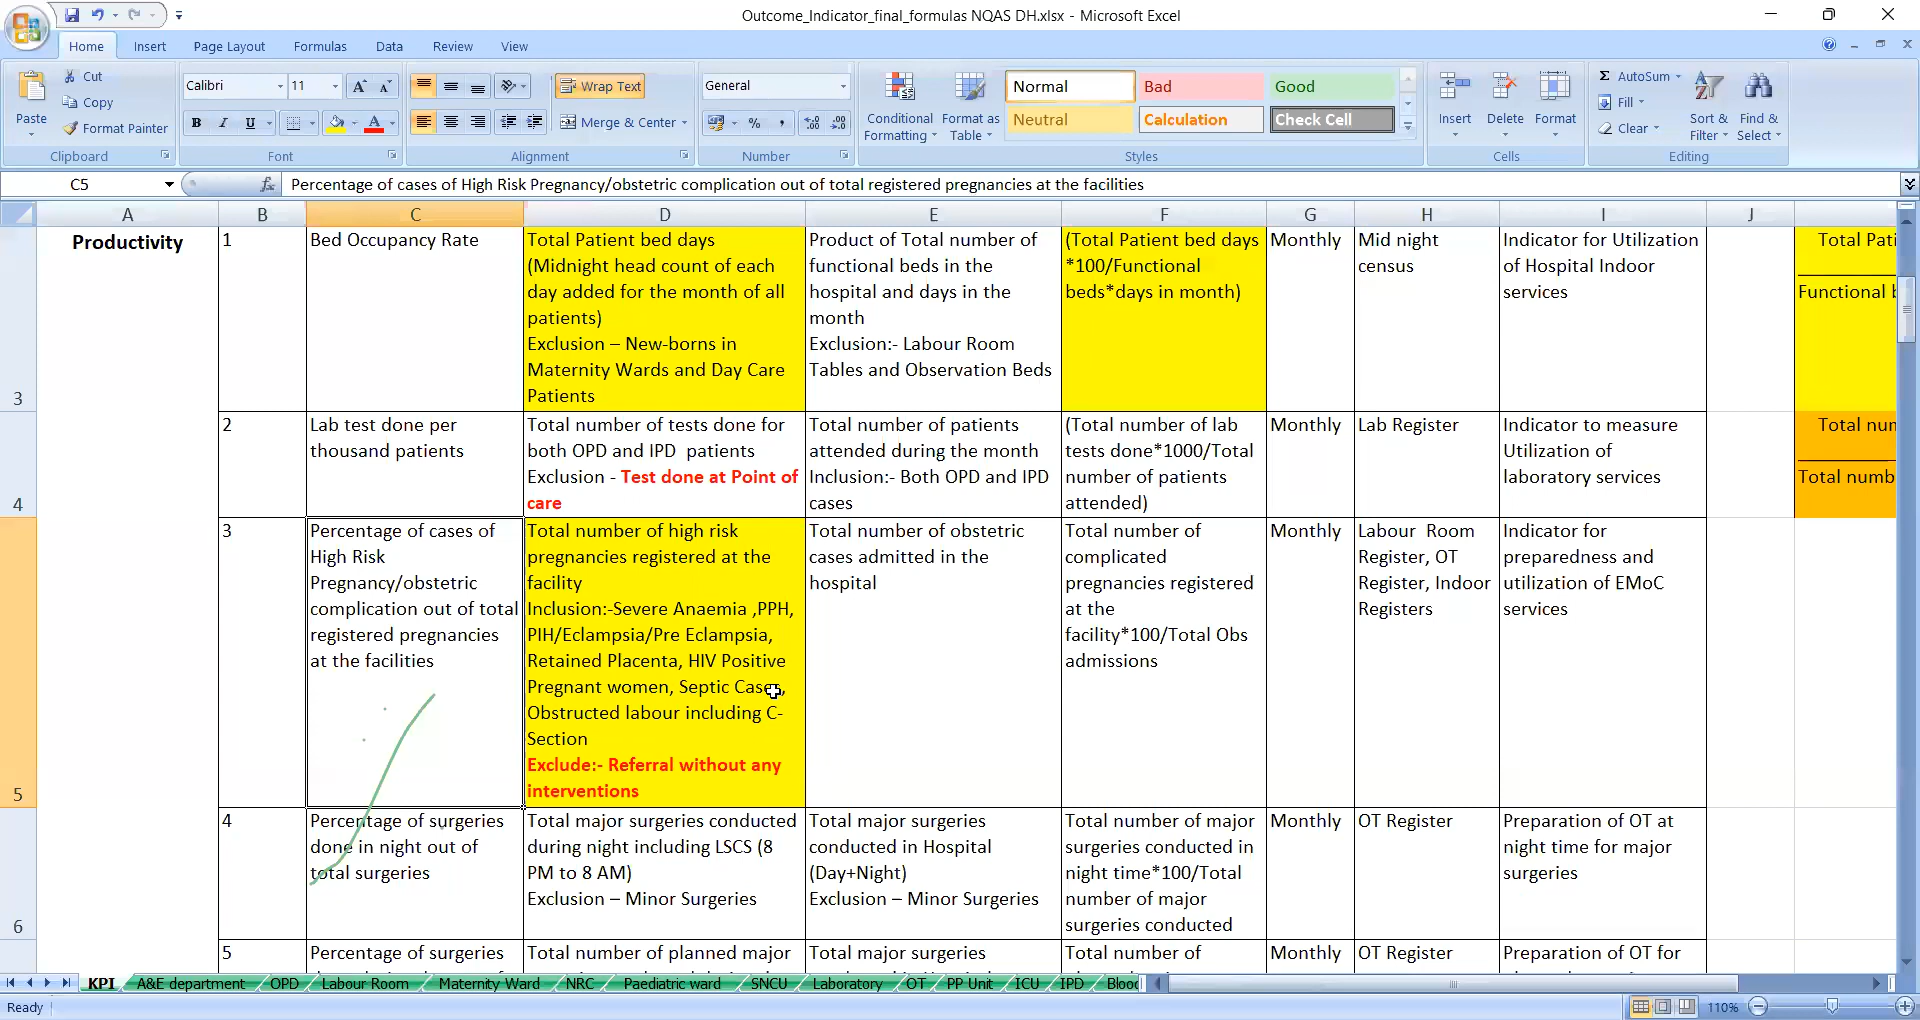 Outcome_Indicator_final_formulas NQAS DH.xlsx - Microsoft Excel
Home Insert Page Layout Formulas Data Review View
Paste
Cut
Copy
Format Painter
Clipboard
Calibri 11
B I U
Font
Wrap Text
Merge & Center
Alignment
General
Number
Conditional Formatting
Format as Table
Normal Bad Good
Neutral Calculation Check Cell
Styles
Insert Delete Format
Cells
AutoSum
Fill
Clear
Sort & Filter
Find & Select
Editing
C5 fx Percentage of cases of High Risk Pregnancy/obstetric complication out of total registered pregnancies at the facilities
A B C D E F G H I J
3
Productivity
1
Bed Occupancy Rate
Total Patient bed days
(Midnight head count of each
day added for the month of all
patients)
Exclusion – New-borns in
Maternity Wards and Day Care
Patients
Product of Total number of
functional beds in the
hospital and days in the
month
Exclusion:- Labour Room
Tables and Observation Beds
(Total Patient bed days
*100/Functional
beds*days in month)
Monthly
Mid night
census
Indicator for Utilization
of Hospital Indoor
services
Total Pati
Functional b
4
2
Lab test done per
thousand patients
Total number of tests done for
both OPD and IPD patients
Exclusion - Test done at Point of
care
Total number of patients
attended during the month
Inclusion:- Both OPD and IPD
cases
(Total number of lab
tests done*1000/Total
number of patients
attended)
Monthly
Lab Register
Indicator to measure
Utilization of
laboratory services
Total num
Total numb
5
3
Percentage of cases of
High Risk
Pregnancy/obstetric
complication out of total
registered pregnancies
at the facilities
Total number of high risk
pregnancies registered at the
facility
Inclusion:-Severe Anaemia ,PPH,
PIH/Eclampsia/Pre Eclampsia,
Retained Placenta, HIV Positive
Pregnant women, Septic Cases,
Obstructed labour including C-
Section
Exclude:- Referral without any
interventions
Total number of obstetric
cases admitted in the
hospital
Total number of
complicated
pregnancies registered
at the
facility*100/Total Obs
admissions
Monthly
Labour Room
Register, OT
Register, Indoor
Registers
Indicator for
preparedness and
utilization of EMoC
services
6
4
Percentage of surgeries
done in night out of
total surgeries
Total major surgeries conducted
during night including LSCS (8
PM to 8 AM)
Exclusion – Minor Surgeries
Total major surgeries
conducted in Hospital
(Day+Night)
Exclusion – Minor Surgeries
Total number of major
surgeries conducted in
night time*100/Total
number of major
surgeries conducted
Monthly
OT Register
Preparation of OT at
night time for major
surgeries
5
Percentage of surgeries
Total number of planned major
Total major surgeries
Total number of
Monthly
OT Register
Preparation of OT for
KPI A&E department OPD Labour Room Maternity Ward NRC Paediatric ward SNCU Laboratory OT PP Unit ICU IPD Blood
Ready 110%